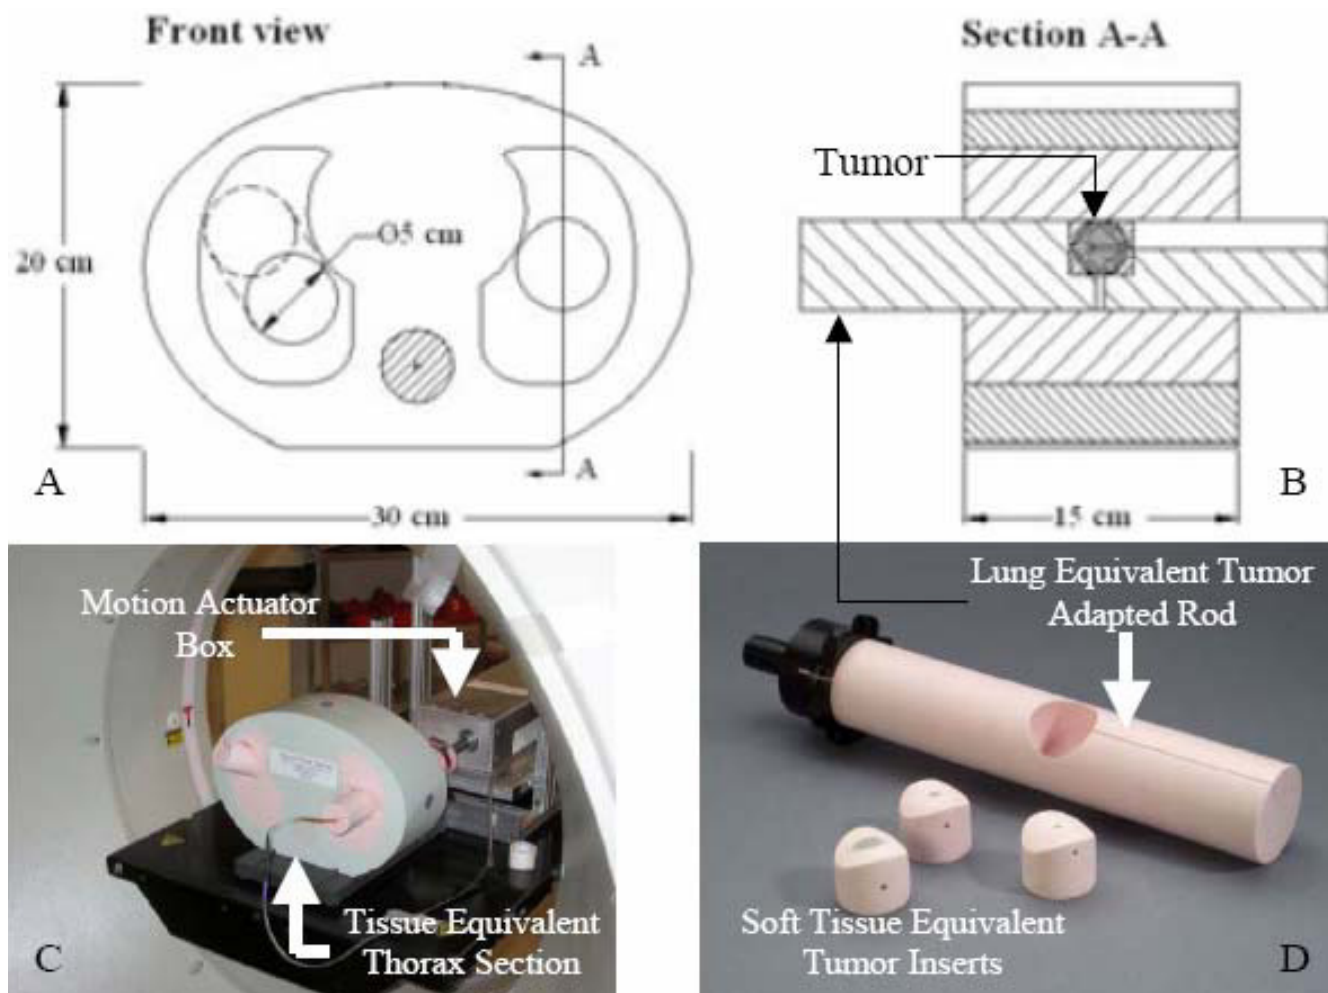 Front view
A
Section A-A
Tumor
O5 cm
20 cm
A
A
B
30 cm
15 cm
Motion Actuator
Box
Lung Equivalent Tumor
Adapted Rod
Tissue Equivalent
Thorax Section
C
Soft Tissue Equivalent
Tumor Inserts
D